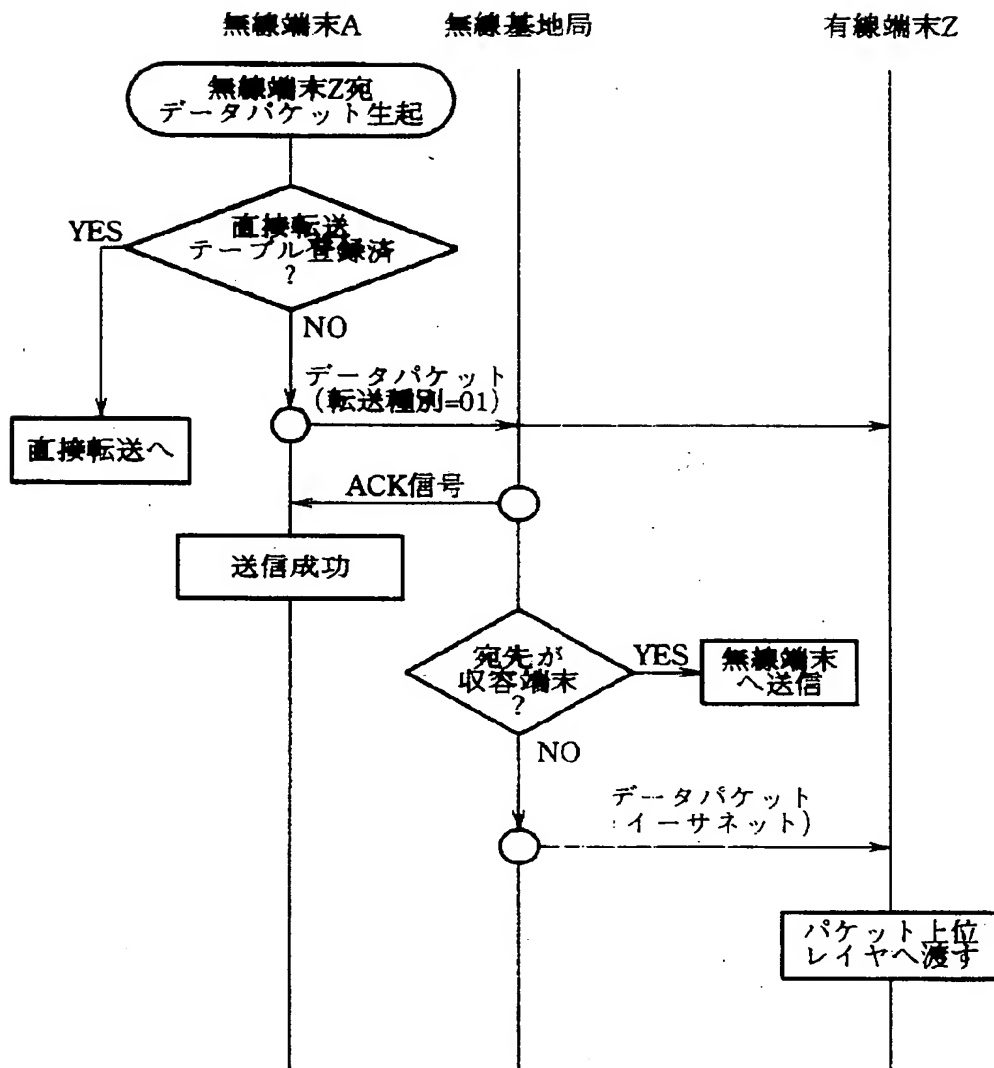 無線端末A
無線基地局
有線端末Z
無線端末Z宛
データパケット生起
YES
直接転送
テーブル登録済
?
NO
データパケット
(転送種別=01)
直接転送へ
ACK信号
送信成功
宛先が
収容端末
?
YES
無線端末
へ送信
NO
データパケット
イーサネット)
パケット上位
レイヤへ渡す